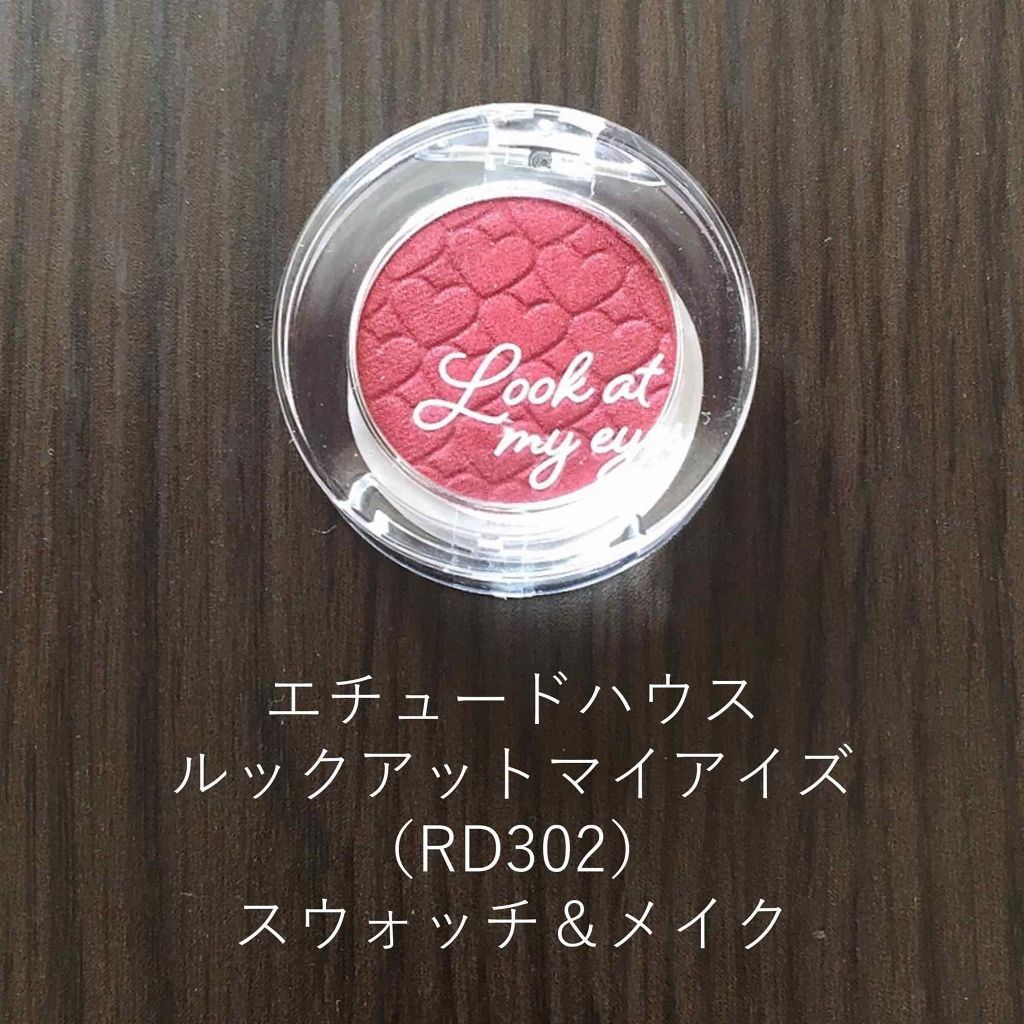 Look at
my eyes
エチュードハウス
ルックアットマイアイズ
（RD302）
スウォッチ＆メイク